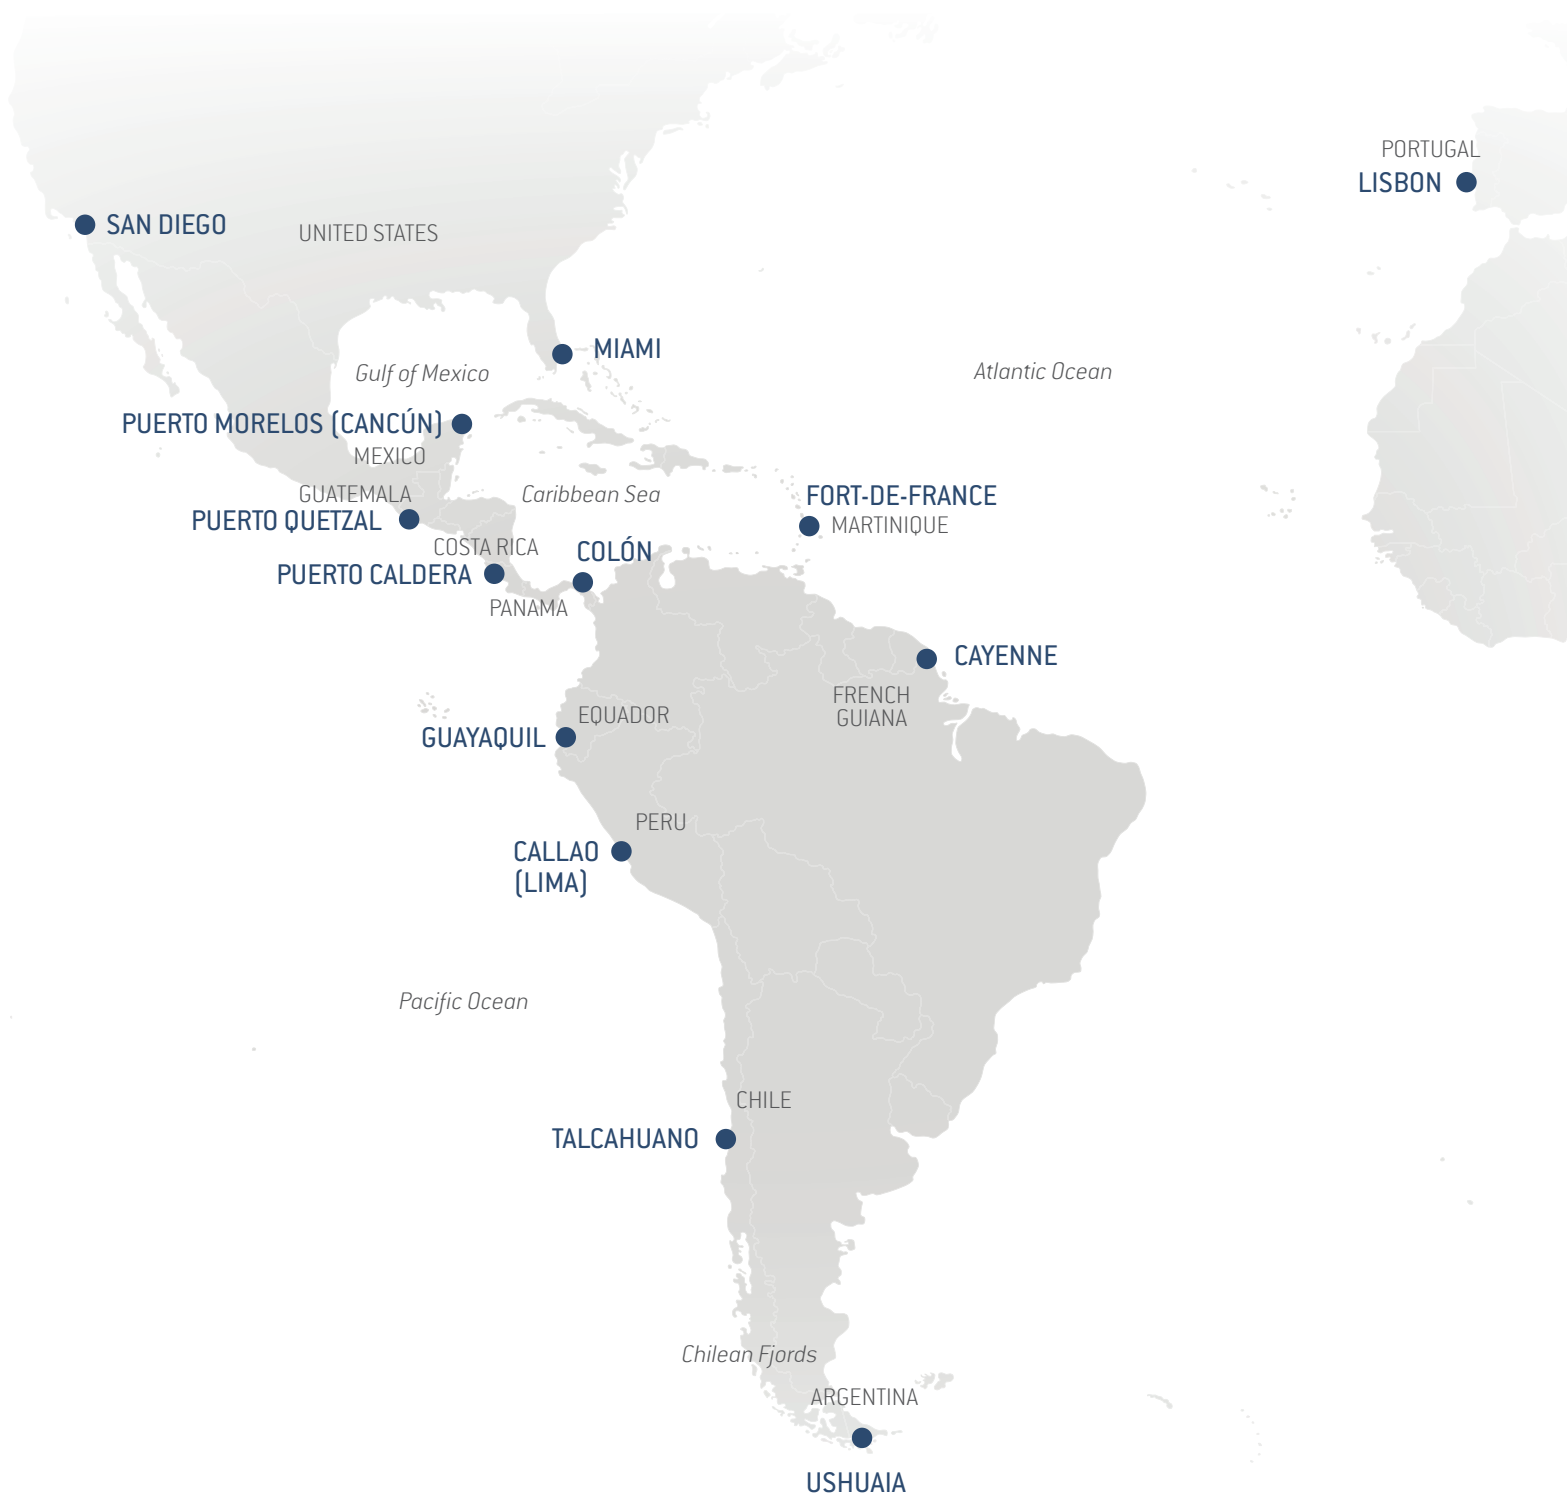 PORTUGAL
LISBON
SAN DIEGO
UNITED STATES
MIAMI
Gulf of Mexico
Atlantic Ocean
PUERTO MORELOS (CANCÚN)
MEXICO
GUATEMALA
Caribbean Sea
FORT-DE-FRANCE
PUERTO QUETZAL
MARTINIQUE
COSTA RICA
COLÓN
PUERTO CALDERA
PANAMA
CAYENNE
FRENCH
GUIANA
EQUADOR
GUAYAQUIL
PERU
CALLAO
(LIMA)
Pacific Ocean
CHILE
TALCAHUANO
Chilean Fjords
ARGENTINA
USHUAIA